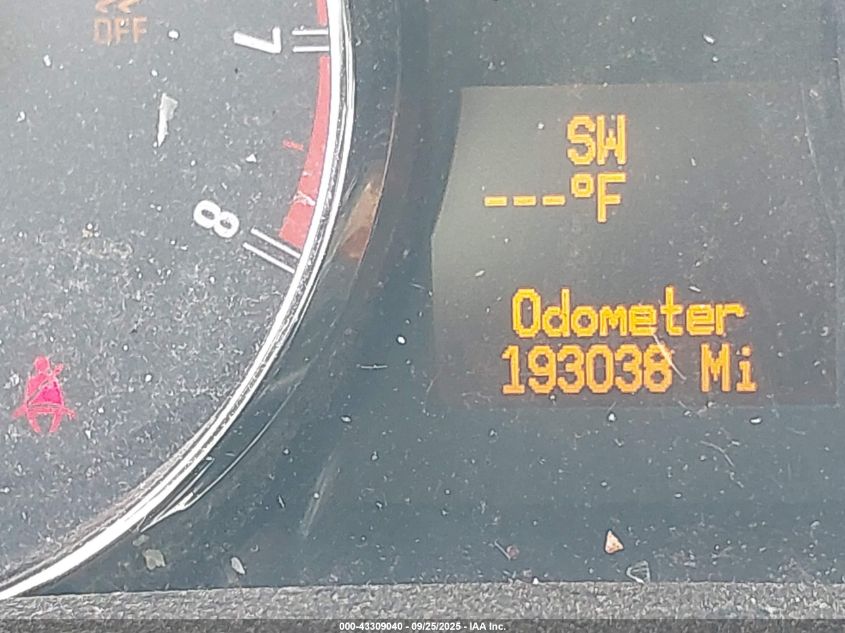 OFF
7
8
SW
---°F
Odometer
193038 Mi
000-43309040 - 09/25/2025 - IAA Inc.